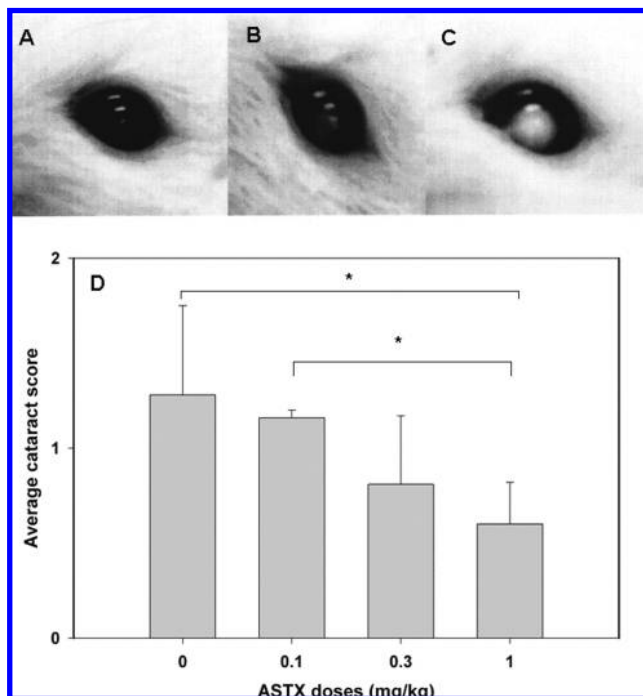 A
B
C
D
*
*
2
1
0
Average cataract score
0 0.1 0.3 1
ASTX doses (mg/kg)